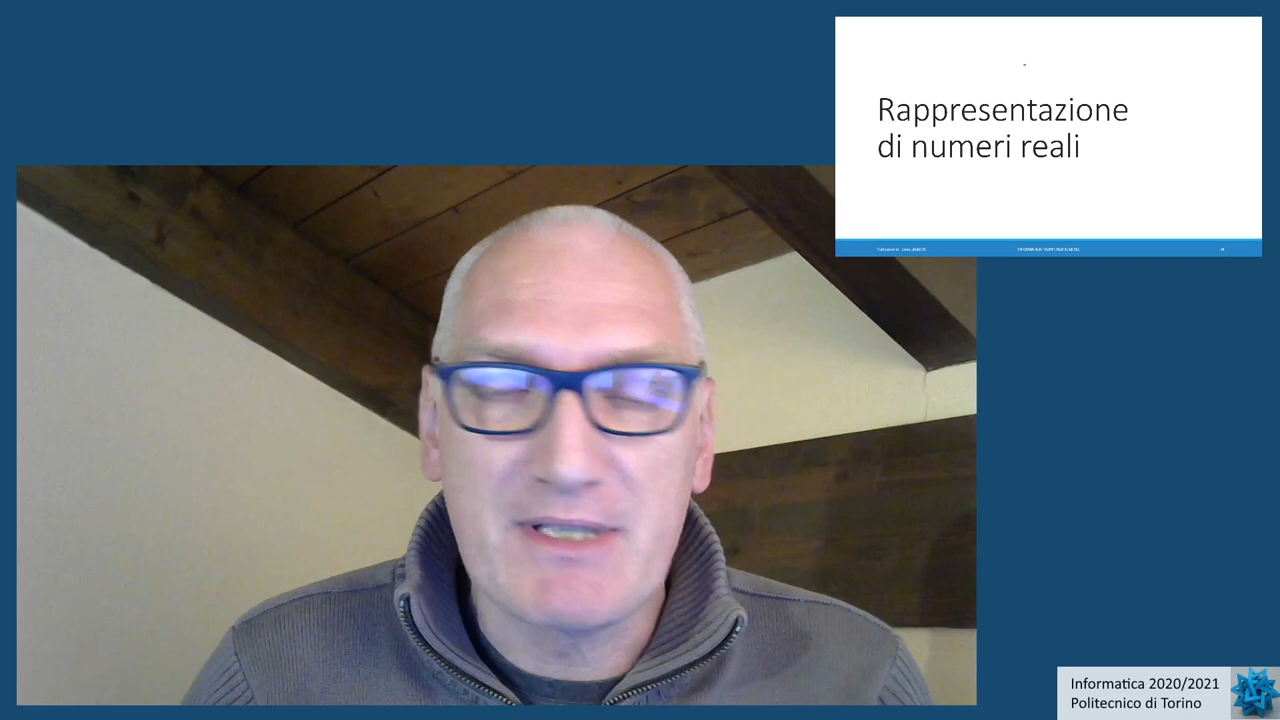 Rappresentazione
di numeri reali
Informatica 2020/2021
Politecnico di Torino